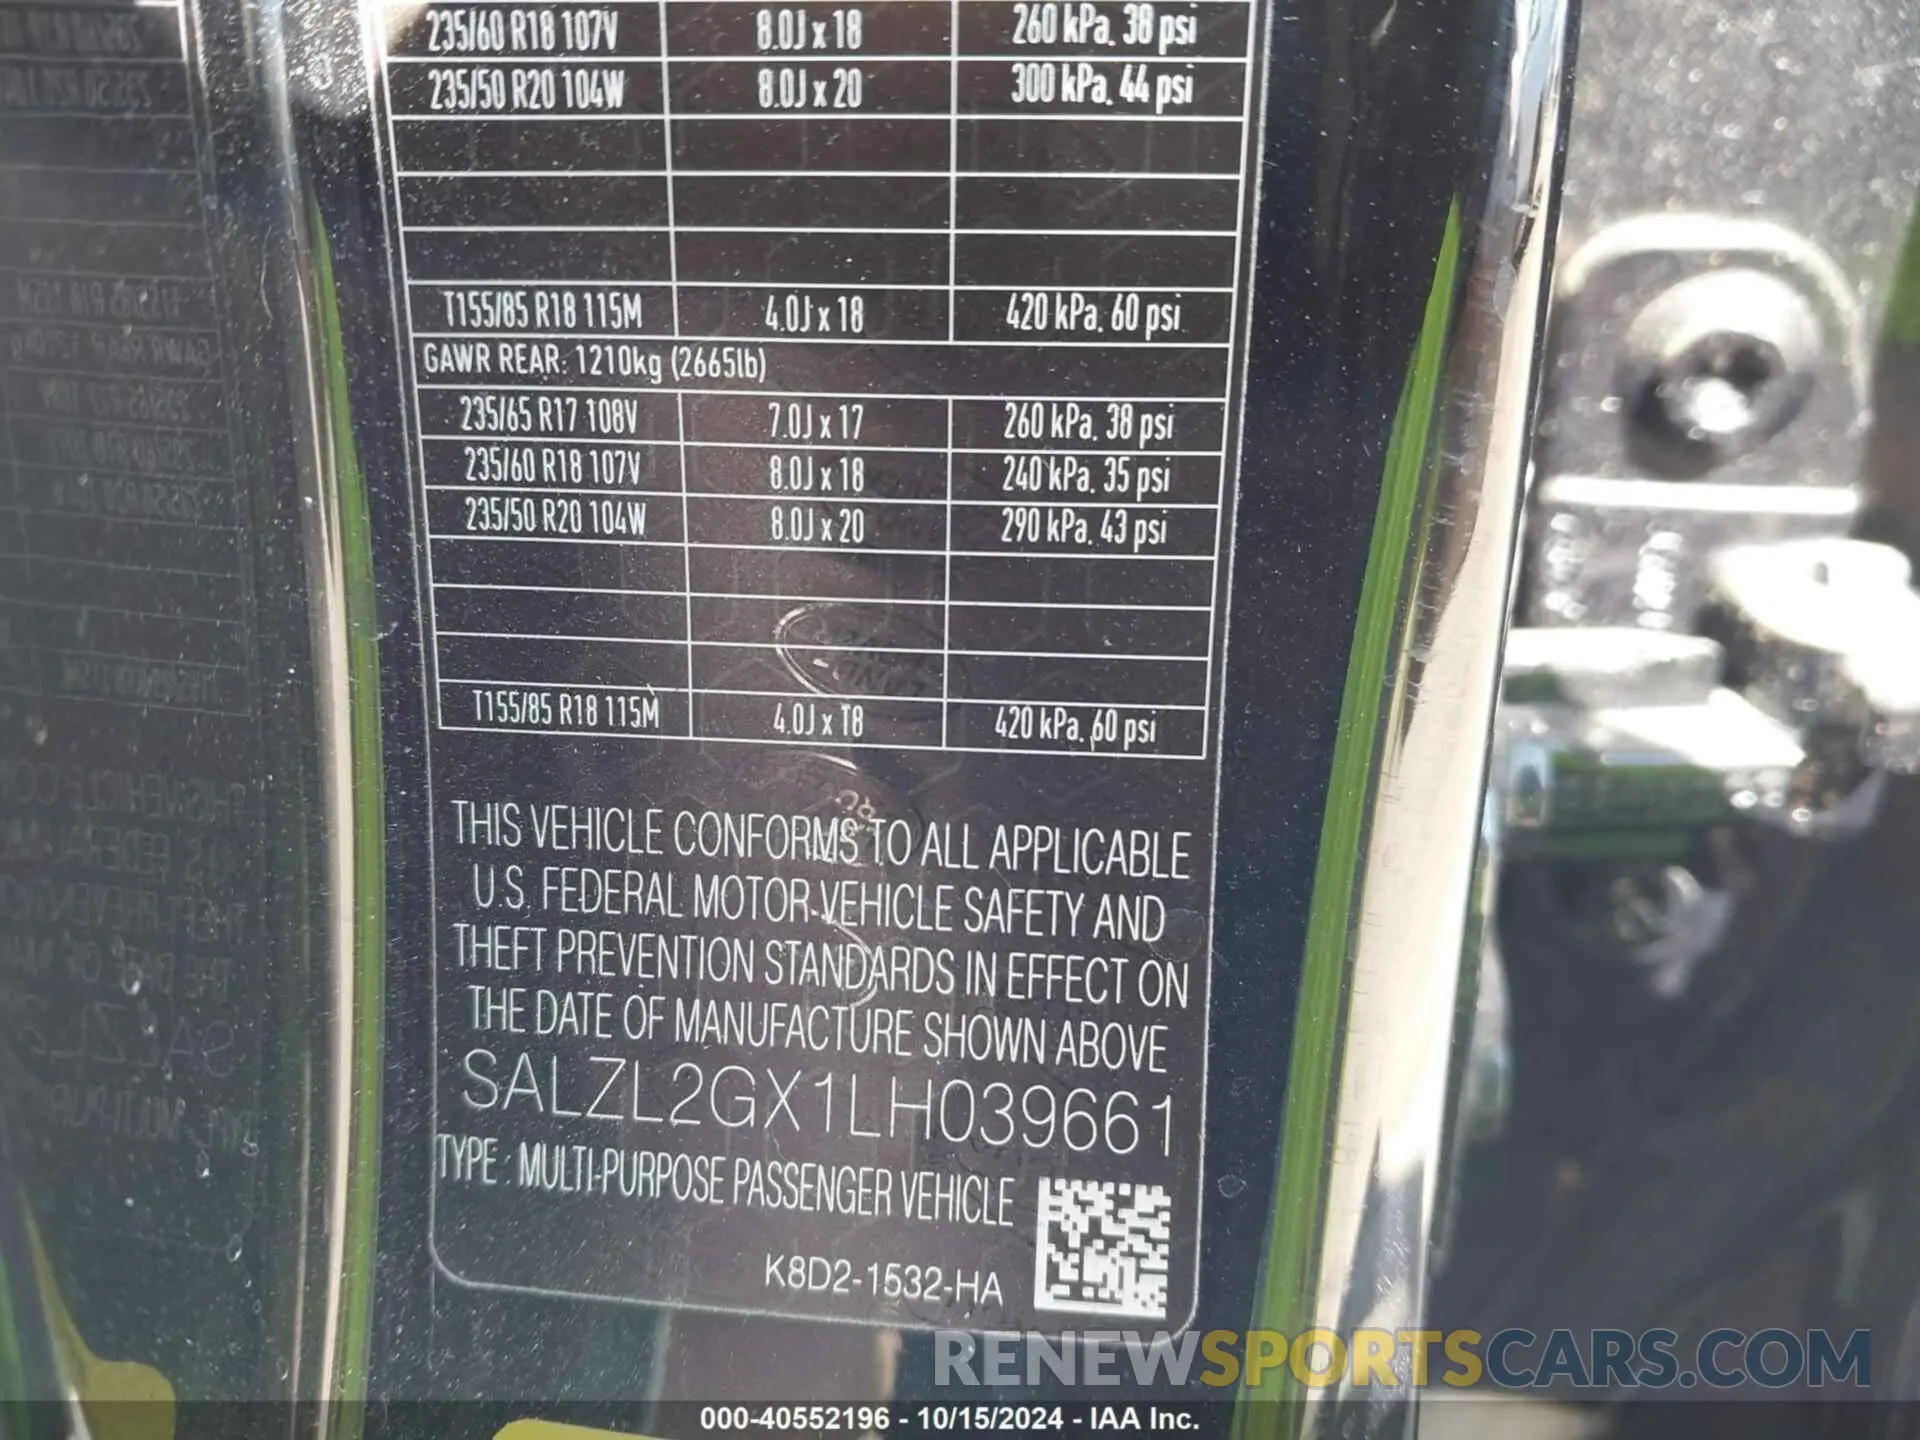 235/60 R18 107V 8.0J x 18 260 kPa. 38 psi
235/50 R20 104W 8.0J x 20 300 kPa. 44 psi
T155/85 R18 115M 4.0J x 18 420 kPa. 60 psi
GAWR REAR: 1210kg (2665lb)
235/65 R17 108V 7.0J x 17 260 kPa. 38 psi
235/60 R18 107V 8.0J x 18 240 kPa. 35 psi
235/50 R20 104W 8.0J x 20 290 kPa. 43 psi
T155/85 R18 115M 4.0J x 18 420 kPa. 60 psi
THIS VEHICLE CONFORMS TO ALL APPLICABLE
U.S. FEDERAL MOTOR-VEHICLE SAFETY AND
THEFT PREVENTION STANDARDS IN EFFECT ON
THE DATE OF MANUFACTURE SHOWN ABOVE
SALZL2GX1LH039661
TYPE : MULTI-PURPOSE PASSENGER VEHICLE
K8D2-1532-HA
RENEWSPORTSCARS.COM
000-40552196 - 10/15/2024 - IAA Inc.